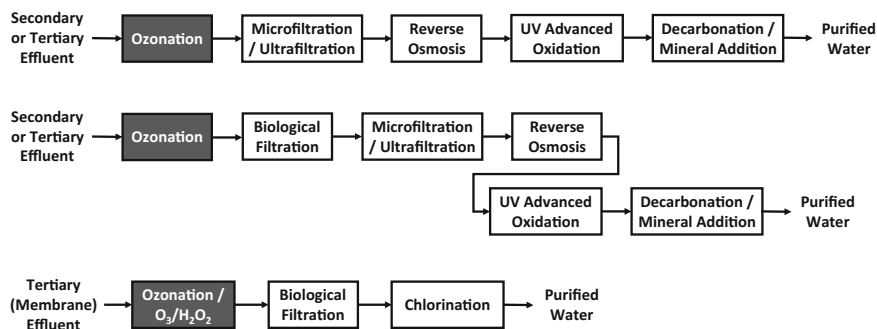 Secondary
or Tertiary
Effluent
Ozonation
Microfiltration
/ Ultrafiltration
Reverse
Osmosis
UV Advanced
Oxidation
Decarbonation /
Mineral Addition
Purified
Water
Secondary
or Tertiary
Effluent
Ozonation
Biological
Filtration
Microfiltration
/ Ultrafiltration
Reverse
Osmosis
UV Advanced
Oxidation
Decarbonation /
Mineral Addition
Purified
Water
Tertiary
(Membrane)
Effluent
Ozonation /
O₃/H₂O₂
Biological
Filtration
Chlorination
Purified
Water